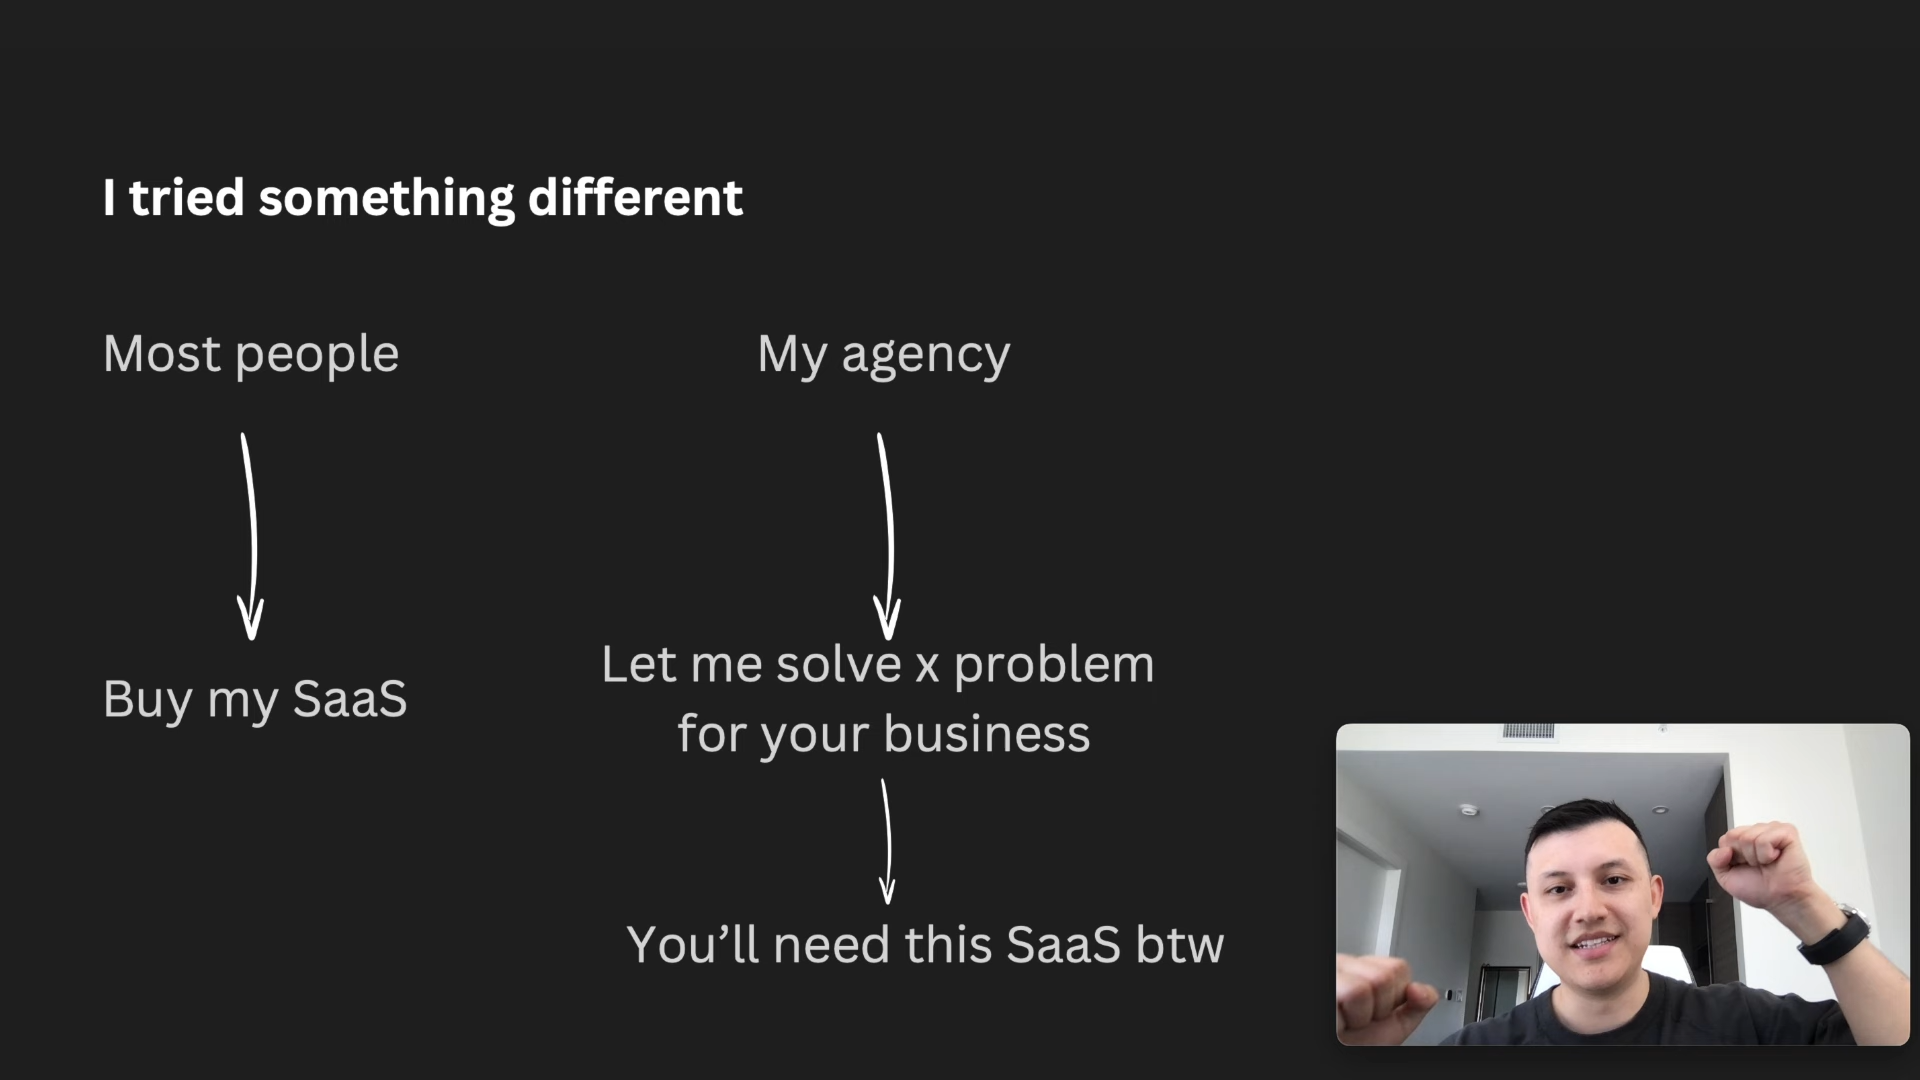 I tried something different
Most people
My agency
Buy my SaaS
Let me solve x problem
for your business
You’ll need this SaaS btw